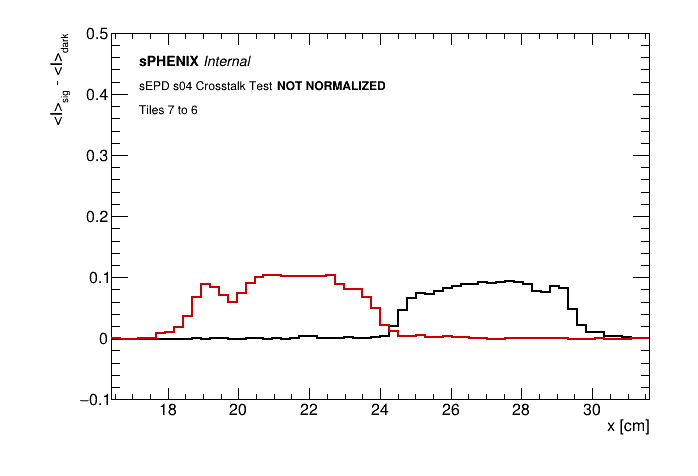 0.5
<I>sig - <I>dark
sPHENIX Internal
sEPD s04 Crosstalk Test NOT NORMALIZED
0.4
Tiles 7 to 6
0.3
0.2
0.1
0
−0.1
18 20 22 24 26 28 30
x [cm]